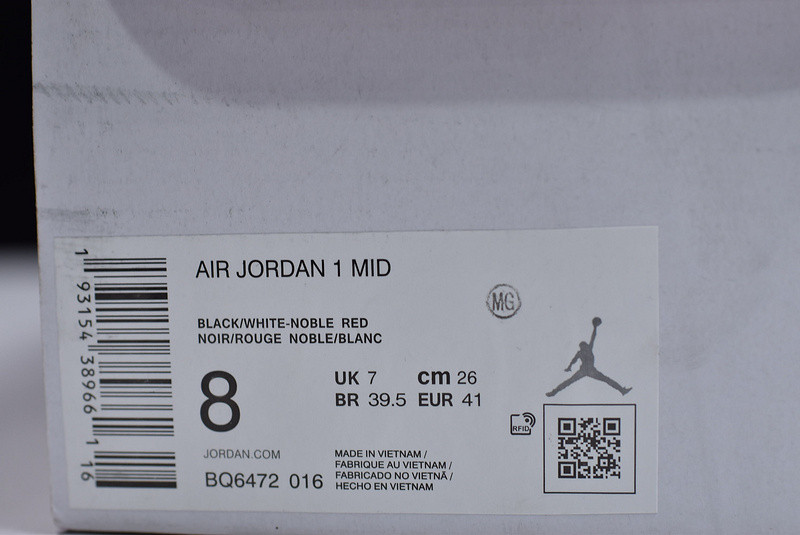 AIR JORDAN 1 MID
MG
BLACK/WHITE-NOBLE RED
NOIR/ROUGE NOBLE/BLANC
8
UK 7 cm 26
BR 39.5 EUR 41
RFID
JORDAN.COM
BQ6472 016
MADE IN VIETNAM /
FABRIQUE AU VIETNAM /
FABRICADO NO VIETNÃ /
HECHO EN VIETNAM
1 93154 38966 1 16